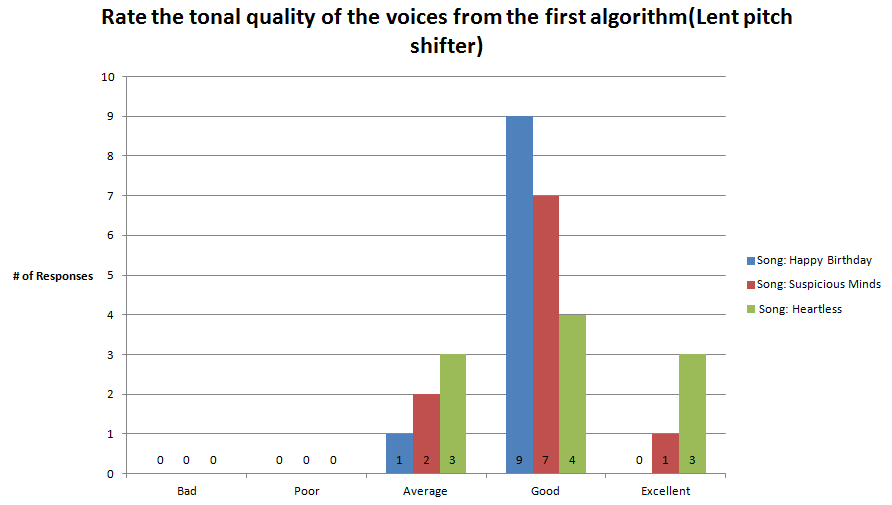 Rate the tonal quality of the voices from the first algorithm(Lent pitch
shifter)
10
9
8
7
6
5
4
3
2
1
0
# of Responses
0 0 0 0 0 0 1 2 3 9 7 4 0 1 3
Bad Poor Average Good Excellent
Song: Happy Birthday
Song: Suspicious Minds
Song: Heartless